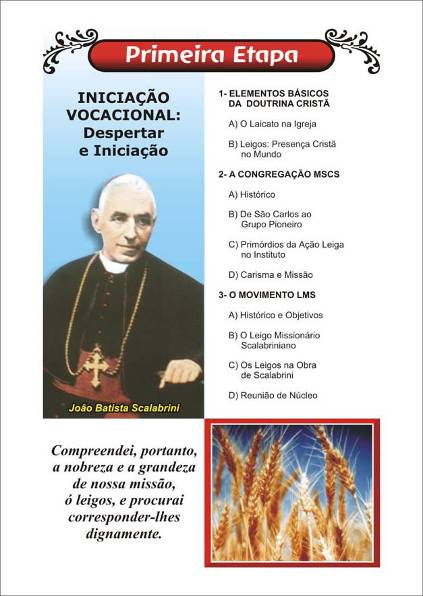 Primeira Etapa
INICIAÇÃO
VOCACIONAL:
Despertar
e Iniciação
João Batista Scalabrini
Compreendei, portanto,
a nobreza e a grandeza
de nossa missão,
ó leigos, e procurai
corresponder-lhes
dignamente.
1- ELEMENTOS BÁSICOS
DA DOUTRINA CRISTÃ
A) O Laicato na Igreja
B) Leigos: Presença Cristã
no Mundo
2- A CONGREGAÇÃO MSCS
A) Histórico
B) De São Carlos ao
Grupo Pioneiro
C) Primórdios da Ação Leiga
no Instituto
D) Carisma e Missão
3- O MOVIMENTO LMS
A) Histórico e Objetivos
B) O Leigo Missionário
Scalabriniano
C) Os Leigos na Obra
de Scalabrini
D) Reunião de Núcleo